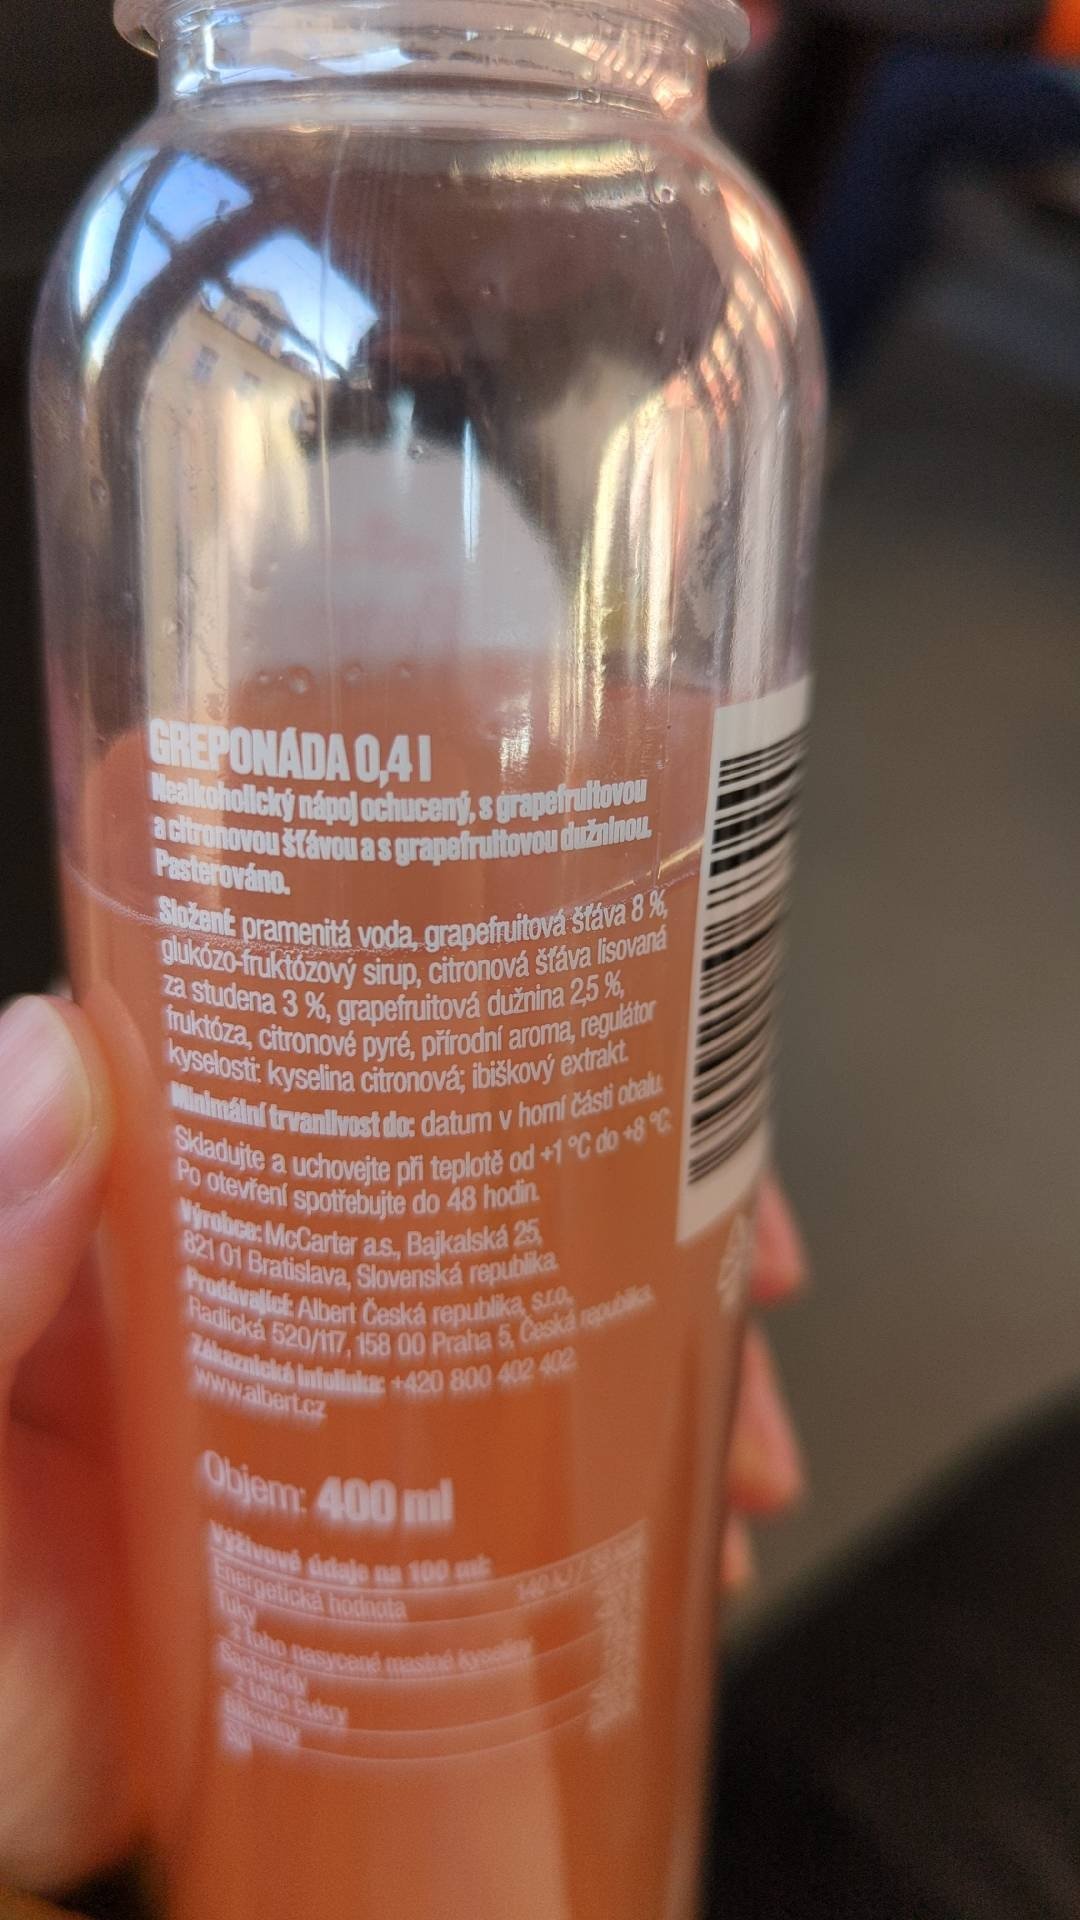 GREPONÁDA 0,4 l
Nealkoholický nápoj ochucený, s grapefruitovou
a citronovou šťávou a s grapefruitovou dužninou.
Pasterováno.
Složení: pramenitá voda, grapefruitová šťáva 8 %,
glukózo-fruktózový sirup, citronová šťáva lisovaná
za studena 3 %, grapefruitová dužnina 2,5 %,
fruktóza, citronové pyré, přírodní aroma, regulátor
kyselosti: kyselina citronová; ibiškový extrakt.
Minimální trvanlivost do: datum v horní části obalu.
Skladujte a uchovejte při teplotě od +1 °C do +8 °C.
Po otevření spotřebujte do 48 hodin.
Výrobce: McCarter a.s., Bajkalská 25,
821 01 Bratislava, Slovenská republika.
Prodávající: Albert Česká republika, s.r.o.,
Radlická 520/117, 158 00 Praha 5, Česká republika.
Zákaznická infolinka: +420 800 402 402.
www.albert.cz
Objem: 400 ml
Výživové údaje na 100 ml:
Energetická hodnota 140 kJ /
Tuky
z toho nasycené mastné kyseliny
Sacharidy
z toho cukry
Bílkoviny
Sůl